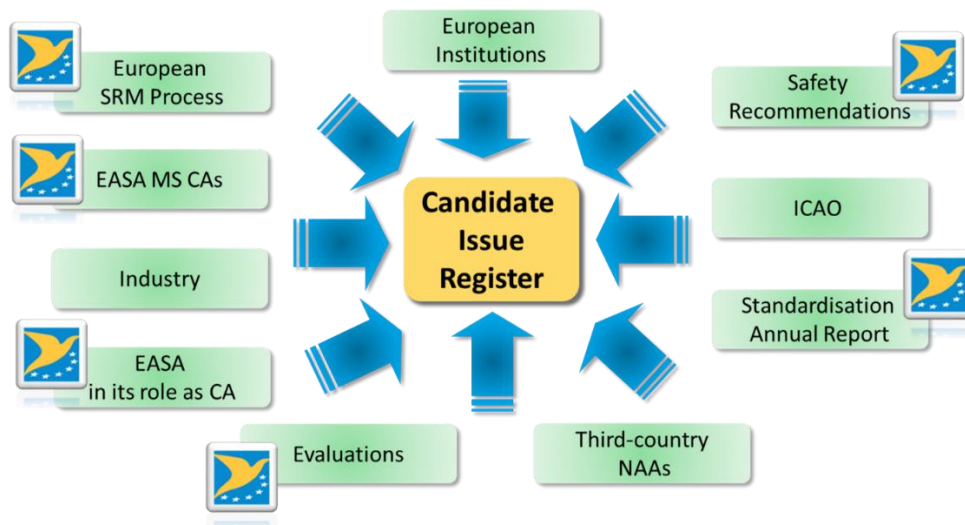 European
Institutions
European
SRM Process
Safety
Recommendations
EASA MS CAs
Candidate
Issue
Register
ICAO
Industry
Standardisation
Annual Report
EASA
in its role as CA
Evaluations
Third-country
NAAs